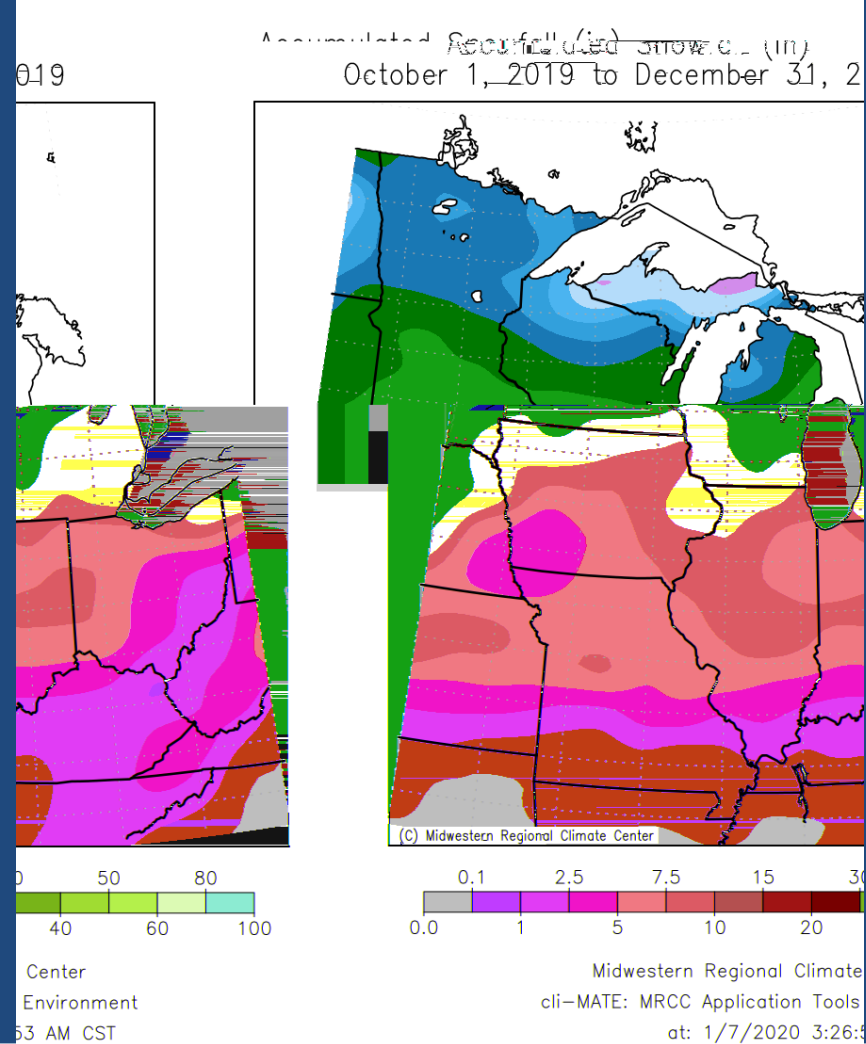 019
October 1, 2019 to December 31, 2
(C) Midwestern Regional Climate Center
0 50 80
40 60 100
0.1 2.5 7.5 15 30
0.0 1 5 10 20
Center
Environment
53 AM CST
Midwestern Regional Climate
cli-MATE: MRCC Application Tools
at: 1/7/2020 3:26:5